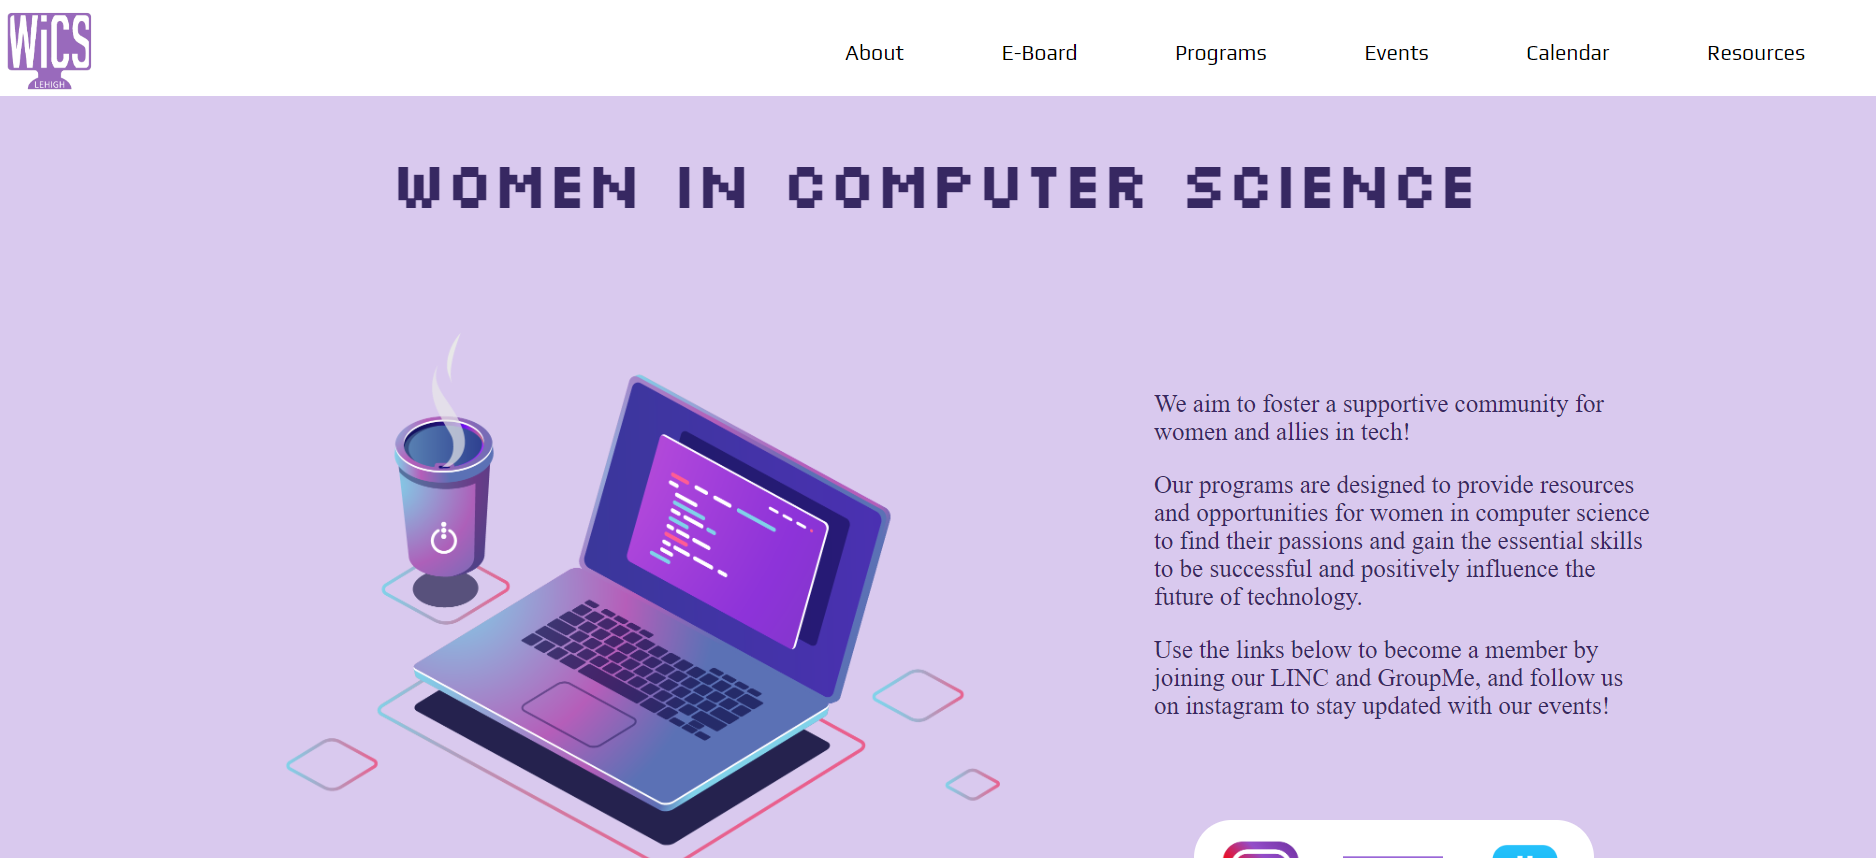 WiCS
LEHIGH
About E-Board Programs Events Calendar Resources
WOMEN IN COMPUTER SCIENCE
We aim to foster a supportive community for
women and allies in tech!
Our programs are designed to provide resources
and opportunities for women in computer science
to find their passions and gain the essential skills
to be successful and positively influence the
future of technology.
Use the links below to become a member by
joining our LINC and GroupMe, and follow us
on instagram to stay updated with our events!